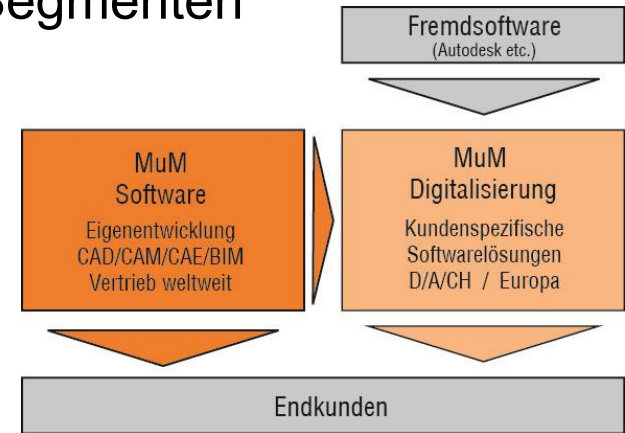 Segmenten
Fremdsoftware
(Autodesk etc.)
MuM
Software
Eigenentwicklung
CAD/CAM/CAE/BIM
Vertrieb weltweit
MuM
Digitalisierung
Kundenspezifische
Softwarelösungen
D/A/CH / Europa
Endkunden